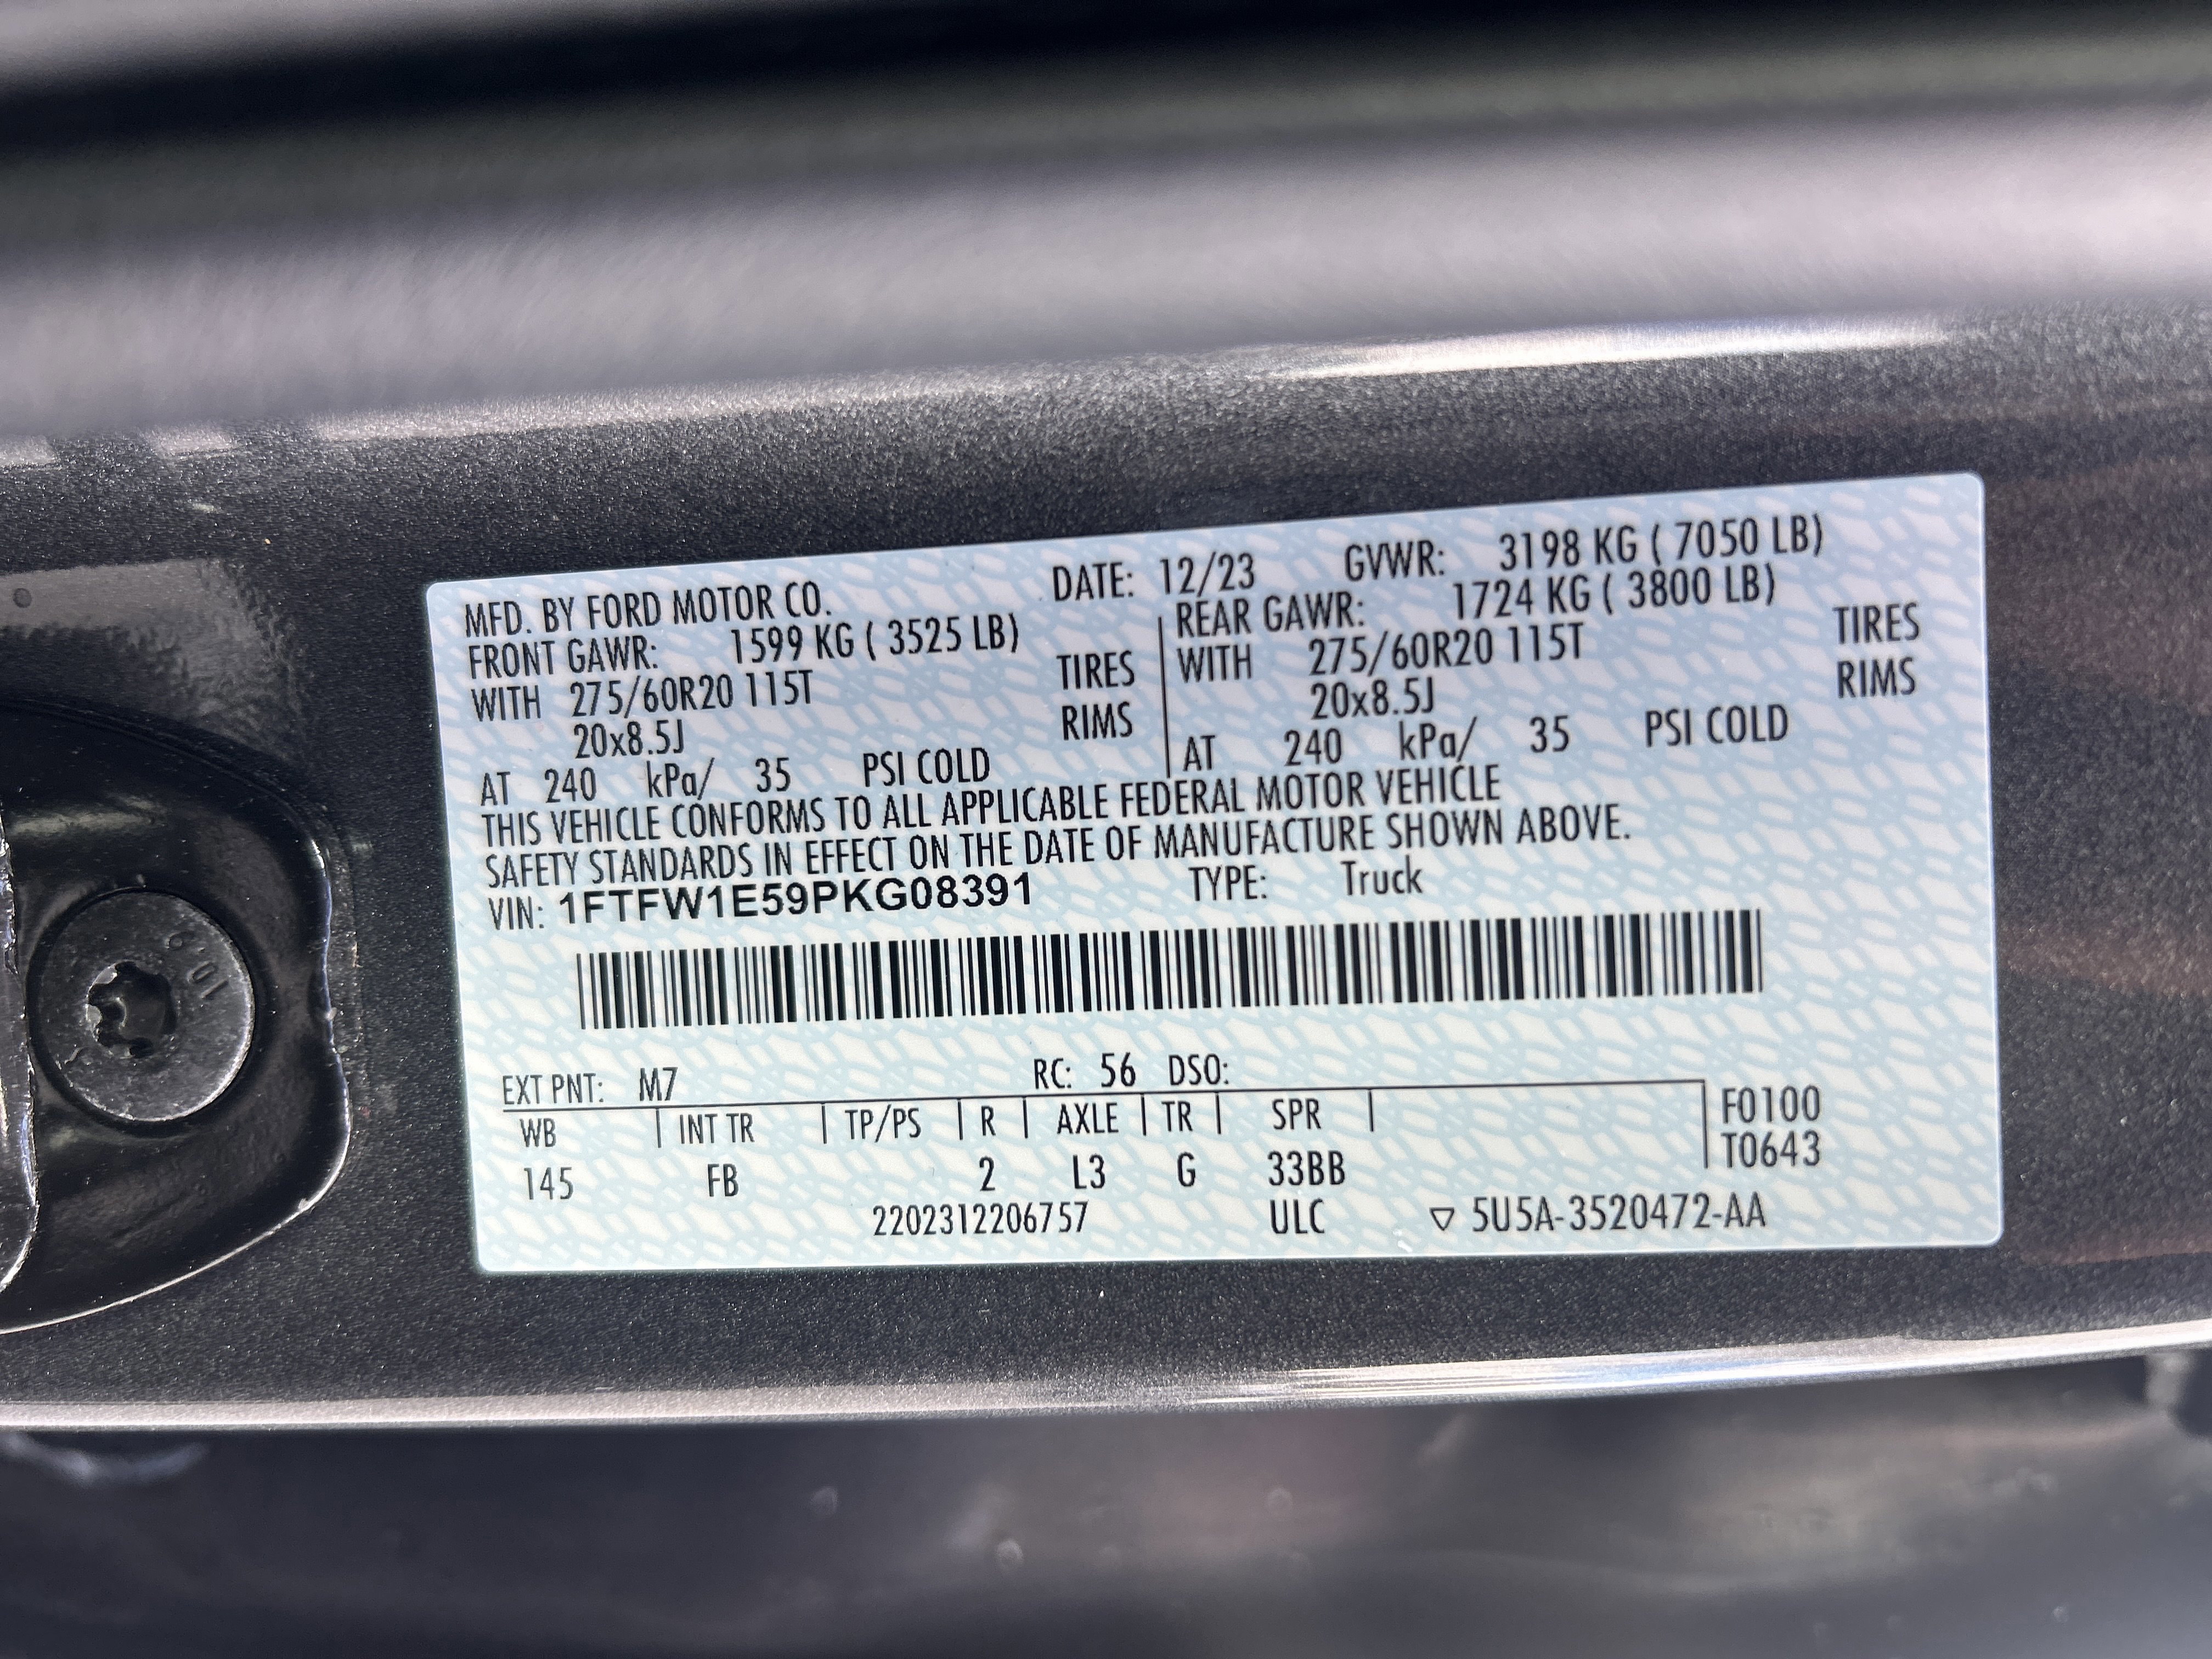 MFD. BY FORD MOTOR CO. DATE: 12/23 GVWR: 3198 KG ( 7050 LB)
FRONT GAWR: 1599 KG ( 3525 LB) REAR GAWR: 1724 KG ( 3800 LB)
WITH 275/60R20 115T TIRES WITH 275/60R20 115T TIRES
20x8.5J RIMS 20x8.5J RIMS
AT 240 kPa/ 35 PSI COLD AT 240 kPa/ 35 PSI COLD
THIS VEHICLE CONFORMS TO ALL APPLICABLE FEDERAL MOTOR VEHICLE
SAFETY STANDARDS IN EFFECT ON THE DATE OF MANUFACTURE SHOWN ABOVE.
VIN: 1FTFW1E59PKG08391 TYPE: Truck
EXT PNT: M7 RC: 56 DSO:
WB INT TR TP/PS R AXLE TR SPR F0100
145 FB 2 L3 G 33BB T0643
2202312206757 ULC ▽ 5U5A-3520472-AA
10.9